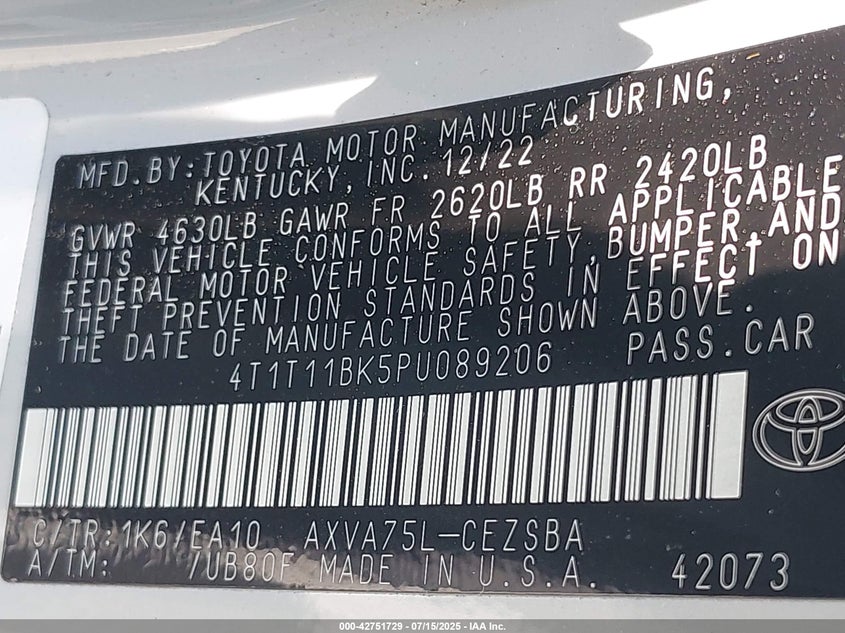 MFD.BY:TOYOTA MOTOR MANUFACTURING,
KENTUCKY,INC. 12/22
GVWR 4630LB GAWR FR 2620LB RR 2420LB
THIS VEHICLE CONFORMS TO ALL APPLICABLE
FEDERAL MOTOR VEHICLE SAFETY,BUMPER,AND
THEFT PREVENTION STANDARDS IN EFFECT ON
THE DATE OF MANUFACTURE SHOWN ABOVE.
4T1T11BK5PU089206 PASS.CAR
C/TR:1K6/EA10 AXVA75L-CEZSBA
A/TM: /UB80F MADE IN U.S.A. 42073
000-42751729 - 07/15/2025 - IAA Inc.